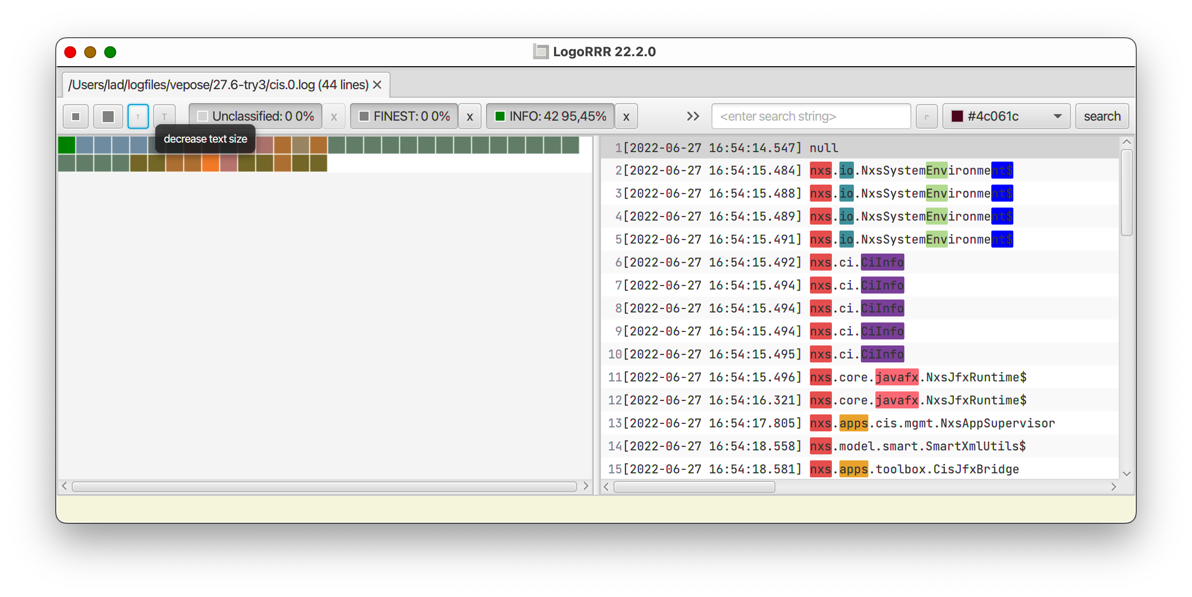 LogoRRR 22.2.0
/Users/lad/logfiles/vepose/27.6-try3/cis.0.log (44 lines) ×
↑ T Unclassified: 0 0% x FINEST: 0 0% x INFO: 42 95,45% x >> <enter search string> r #4c061c search
decrease text size
1[2022-06-27 16:54:14.547] null
2[2022-06-27 16:54:15.484] nxs.io.NxsSystemEnvironment$
3[2022-06-27 16:54:15.488] nxs.io.NxsSystemEnvironment$
4[2022-06-27 16:54:15.489] nxs.io.NxsSystemEnvironment$
5[2022-06-27 16:54:15.491] nxs.io.NxsSystemEnvironment$
6[2022-06-27 16:54:15.492] nxs.ci.CiInfo
7[2022-06-27 16:54:15.494] nxs.ci.CiInfo
8[2022-06-27 16:54:15.494] nxs.ci.CiInfo
9[2022-06-27 16:54:15.494] nxs.ci.CiInfo
10[2022-06-27 16:54:15.495] nxs.ci.CiInfo
11[2022-06-27 16:54:15.496] nxs.core.javafx.NxsJfxRuntime$
12[2022-06-27 16:54:16.321] nxs.core.javafx.NxsJfxRuntime$
13[2022-06-27 16:54:17.805] nxs.apps.cis.mgmt.NxsAppSupervisor
14[2022-06-27 16:54:18.558] nxs.model.smart.SmartXmlUtils$
15[2022-06-27 16:54:18.581] nxs.apps.toolbox.CisJfxBridge